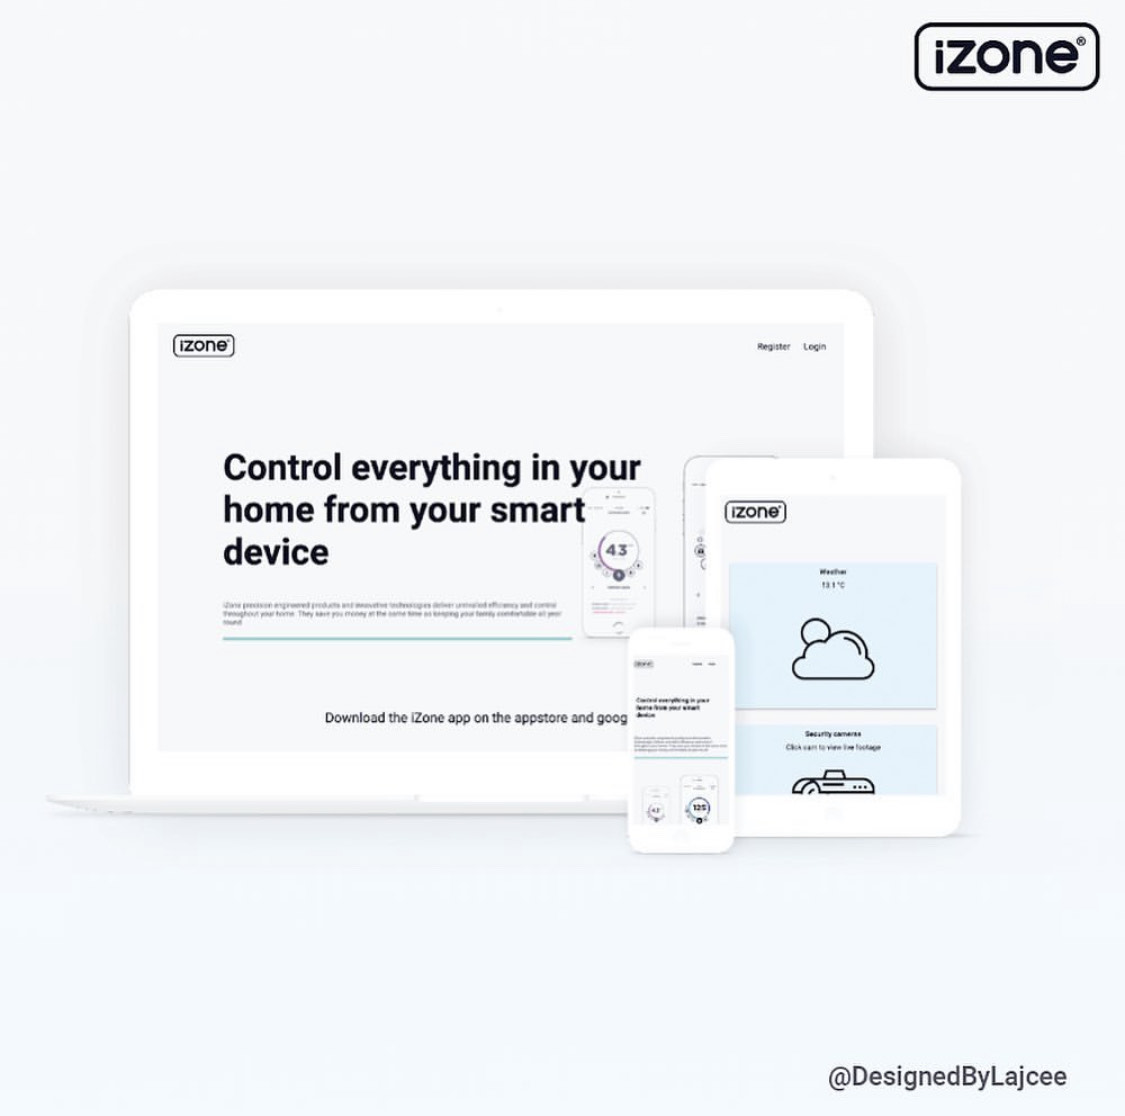 izone®
izone
Register Login
Control everything in your
home from your smart
device
iZone precision engineered products and innovative technologies deliver unrivalled efficiency and control
throughout your home. They save you money at the same time as keeping your family comfortable all year
round
Download the iZone app on the appstore and goog
43
izone
Weather
13.1 °C
Security cameras
Click cam to view live footage
izone
Control everything in your
home from your smart
device
125
@DesignedByLajcee